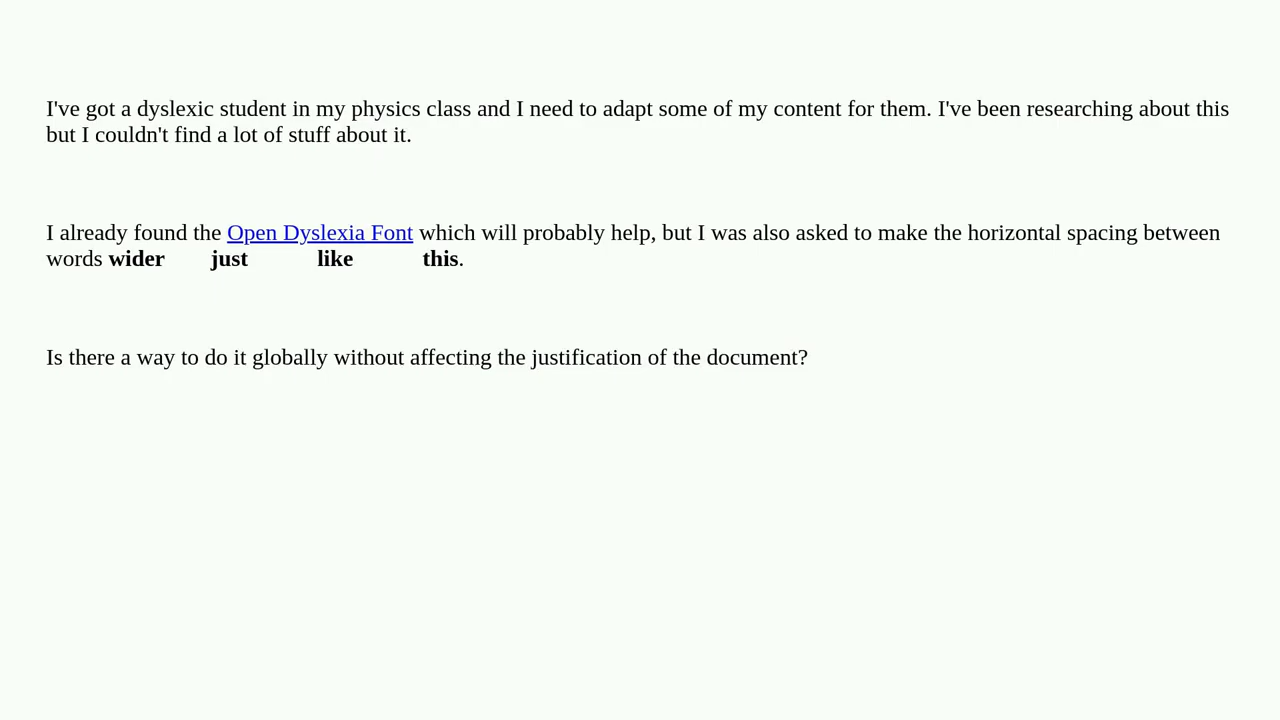 I've got a dyslexic student in my physics class and I need to adapt some of my content for them. I've been researching about this
but I couldn't find a lot of stuff about it.
I already found the Open Dyslexia Font which will probably help, but I was also asked to make the horizontal spacing between
words wider just like this.
Is there a way to do it globally without affecting the justification of the document?